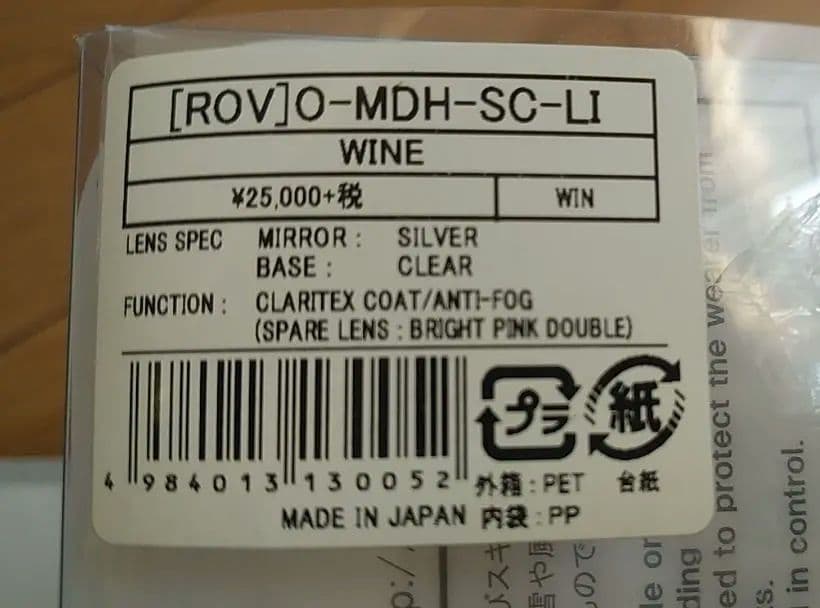 [ROV]O-MDH-SC-LI
WINE
¥25,000+税 WIN
LENS SPEC MIRROR : SILVER
BASE : CLEAR
FUNCTION : CLARITEX COAT/ANTI-FOG
(SPARE LENS : BRIGHT PINK DOUBLE)
プラ 紙
4 984013 130052
外箱 : PET 台紙
MADE IN JAPAN 内袋 : PP
ed to protect the wearer from
in control.